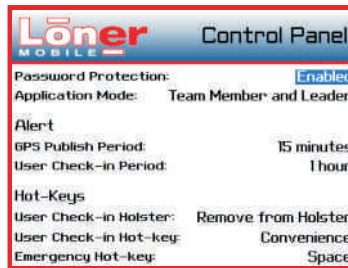 Loner
MOBILE
Control Panel
Password Protection: Enabled
Application Mode: Team Member and Leader
Alert
GPS Publish Period: 15 minutes
User Check-in Period: 1 hour
Hot-Keys
User Check-in Holster: Remove from Holster
User Check-in Hot-key: Convenience
Emergency Hot-key: Space